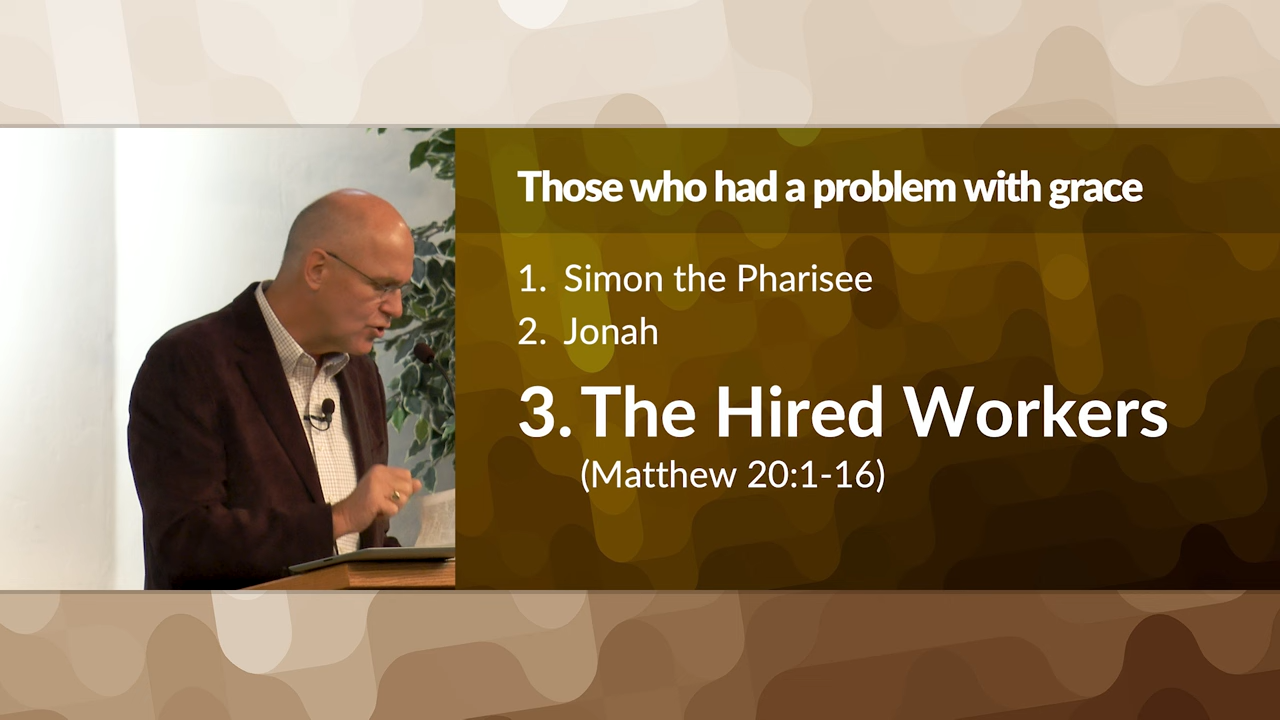 Those who had a problem with grace
1. Simon the Pharisee
2. Jonah
3. The Hired Workers
(Matthew 20:1-16)